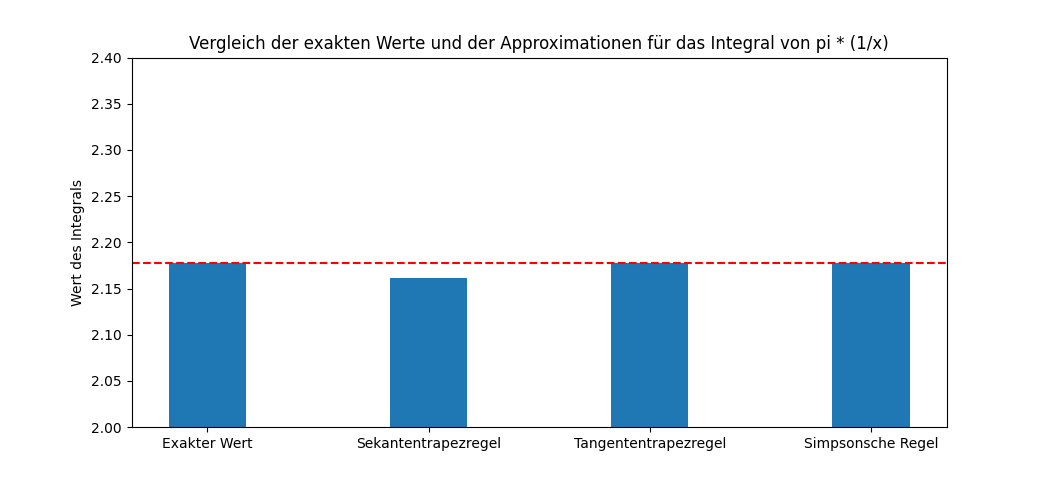 Vergleich der exakten Werte und der Approximationen für das Integral von pi * (1/x)
2.40
2.35
2.30
2.25
2.20
2.15
2.10
2.05
2.00
Wert des Integrals
Exakter Wert
Sekantentrapezregel
Tangententrapezregel
Simpsonsche Regel